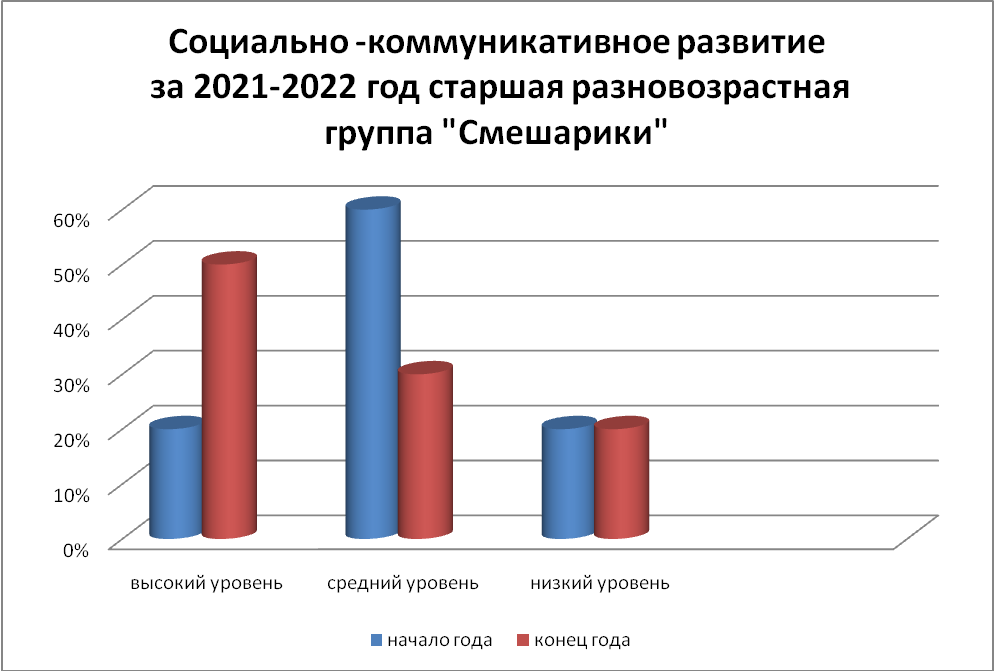 Социально -коммуникативное развитие
за 2021-2022 год старшая разновозрастная
группа "Смешарики"
60%
50%
40%
30%
20%
10%
0%
высокий уровень средний уровень низкий уровень
начало года конец года